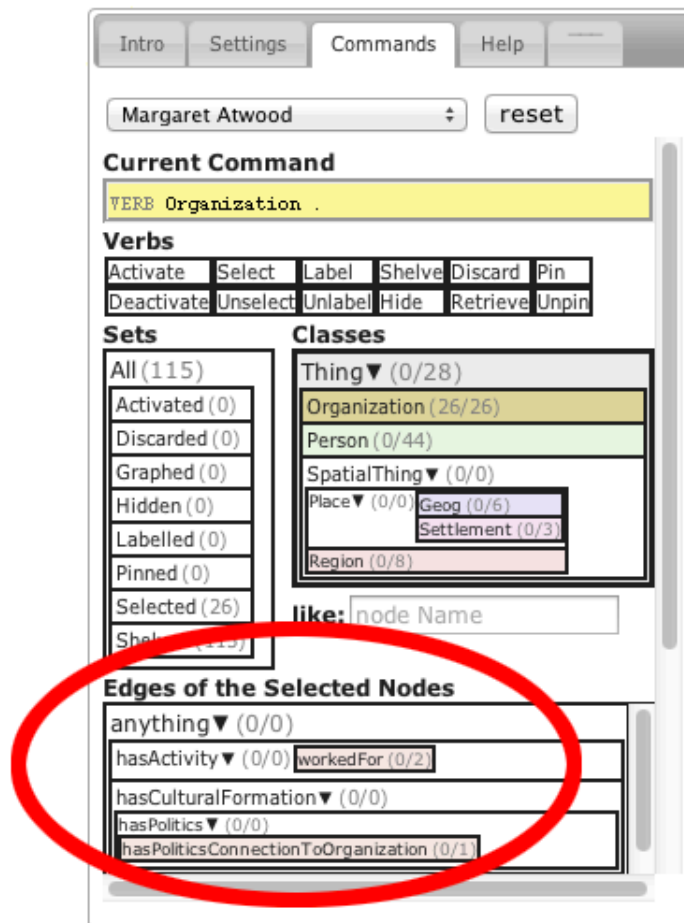 Intro Settings Commands Help
Margaret Atwood reset
Current Command
VERB Organization .
Verbs
Activate Select Label Shelve Discard Pin
Deactivate Unselect Unlabel Hide Retrieve Unpin
Sets Classes
All (115)
Activated (0)
Discarded (0)
Graphed (0)
Hidden (0)
Labelled (0)
Pinned (0)
Selected (26)
Thing▼ (0/28)
Organization (26/26)
Person (0/44)
SpatialThing▼ (0/0)
Place▼ (0/0) Geog (0/6)
Settlement (0/3)
Region (0/8)
like: node Name
Edges of the Selected Nodes
anything▼ (0/0)
hasActivity▼ (0/0) workedFor (0/2)
hasCulturalFormation▼ (0/0)
hasPolitics▼ (0/0)
hasPoliticsConnectionToOrganization (0/1)